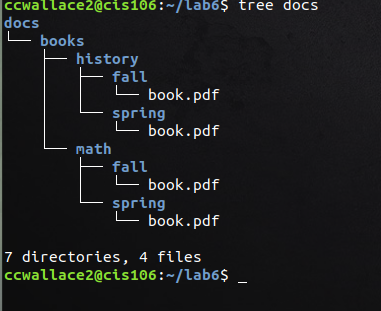 ccwallace2@cis106:~/lab6$ tree docs
docs
└── books
    ├── history
    │   ├── fall
    │   │   └── book.pdf
    │   └── spring
    │       └── book.pdf
    └── math
        ├── fall
        │   └── book.pdf
        └── spring
            └── book.pdf

7 directories, 4 files
ccwallace2@cis106:~/lab6$ _